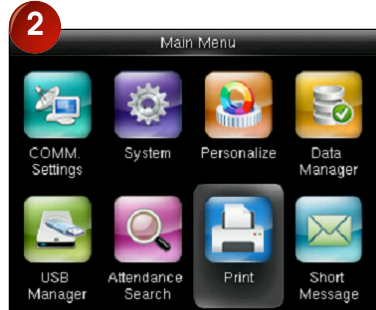 2
Main Menu
COMM. Settings
System
Personalize
Data Manager
USB Manager
Attendance Search
Print
Short Message